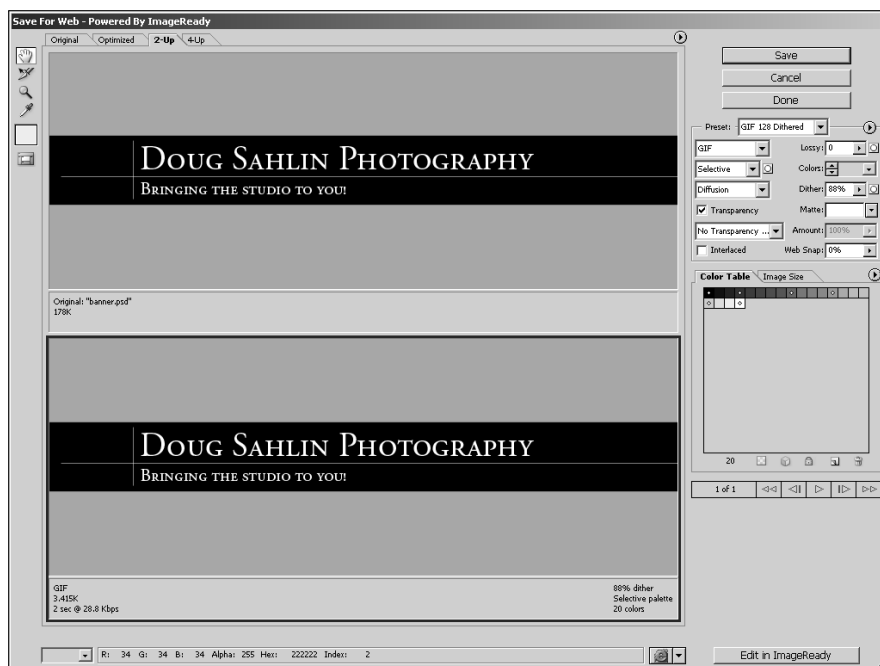 Save For Web - Powered By ImageReady
Original Optimized 2-Up 4-Up
DOUG SAHLIN PHOTOGRAPHY
BRINGING THE STUDIO TO YOU!
Original: "banner.psd"
178K
DOUG SAHLIN PHOTOGRAPHY
BRINGING THE STUDIO TO YOU!
GIF
3.415K
2 sec @ 28.8 Kbps
88% dither
Selective palette
20 colors
R: 34 G: 34 B: 34 Alpha: 255 Hex: 222222 Index: 2
Save
Cancel
Done
Preset: GIF 128 Dithered
GIF Lossy: 0
Selective Colors:
Diffusion Dither: 88%
Transparency Matte:
No Transparency ... Amount: 100%
Interlaced Web Snap: 0%
Color Table Image Size
20
1 of 1
Edit in ImageReady